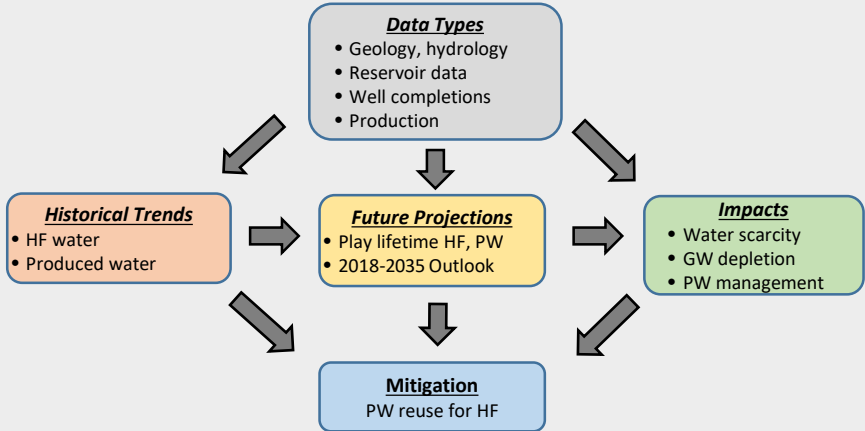 Data Types
• Geology, hydrology
• Reservoir data
• Well completions
• Production
Historical Trends
• HF water
• Produced water
Future Projections
• Play lifetime HF, PW
• 2018-2035 Outlook
Impacts
• Water scarcity
• GW depletion
• PW management
Mitigation
PW reuse for HF